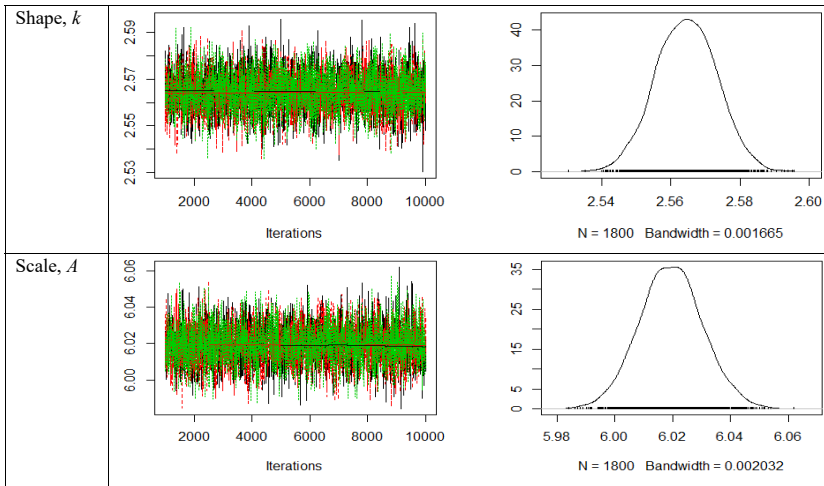 Shape, k
2.53 2.55 2.57 2.59
2000 4000 6000 8000 10000
Iterations
0 10 20 30 40
2.54 2.56 2.58 2.60
N = 1800 Bandwidth = 0.001665
Scale, A
6.00 6.02 6.04 6.06
2000 4000 6000 8000 10000
Iterations
0 5 15 25 35
5.98 6.00 6.02 6.04 6.06
N = 1800 Bandwidth = 0.002032